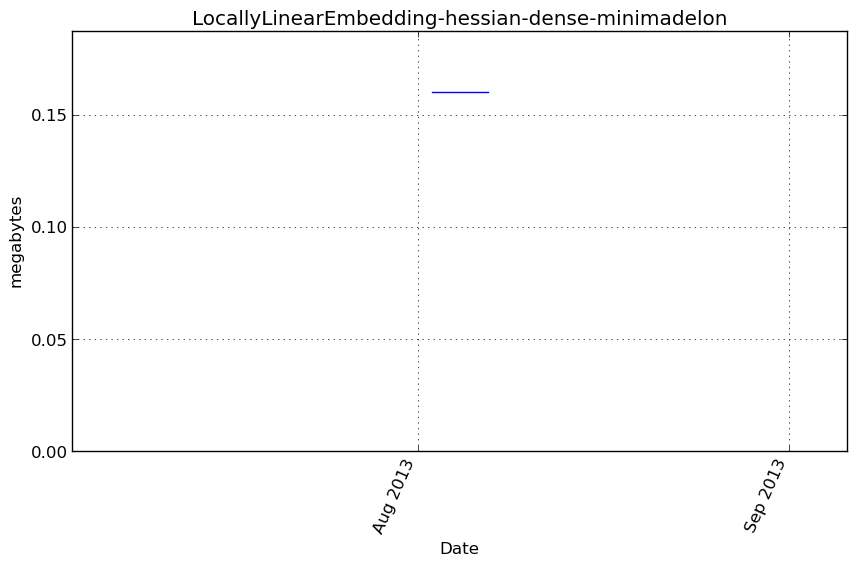 LocallyLinearEmbedding-hessian-dense-minimadelon
megabytes
0.15
0.10
0.05
0.00
Aug 2013
Sep 2013
Date